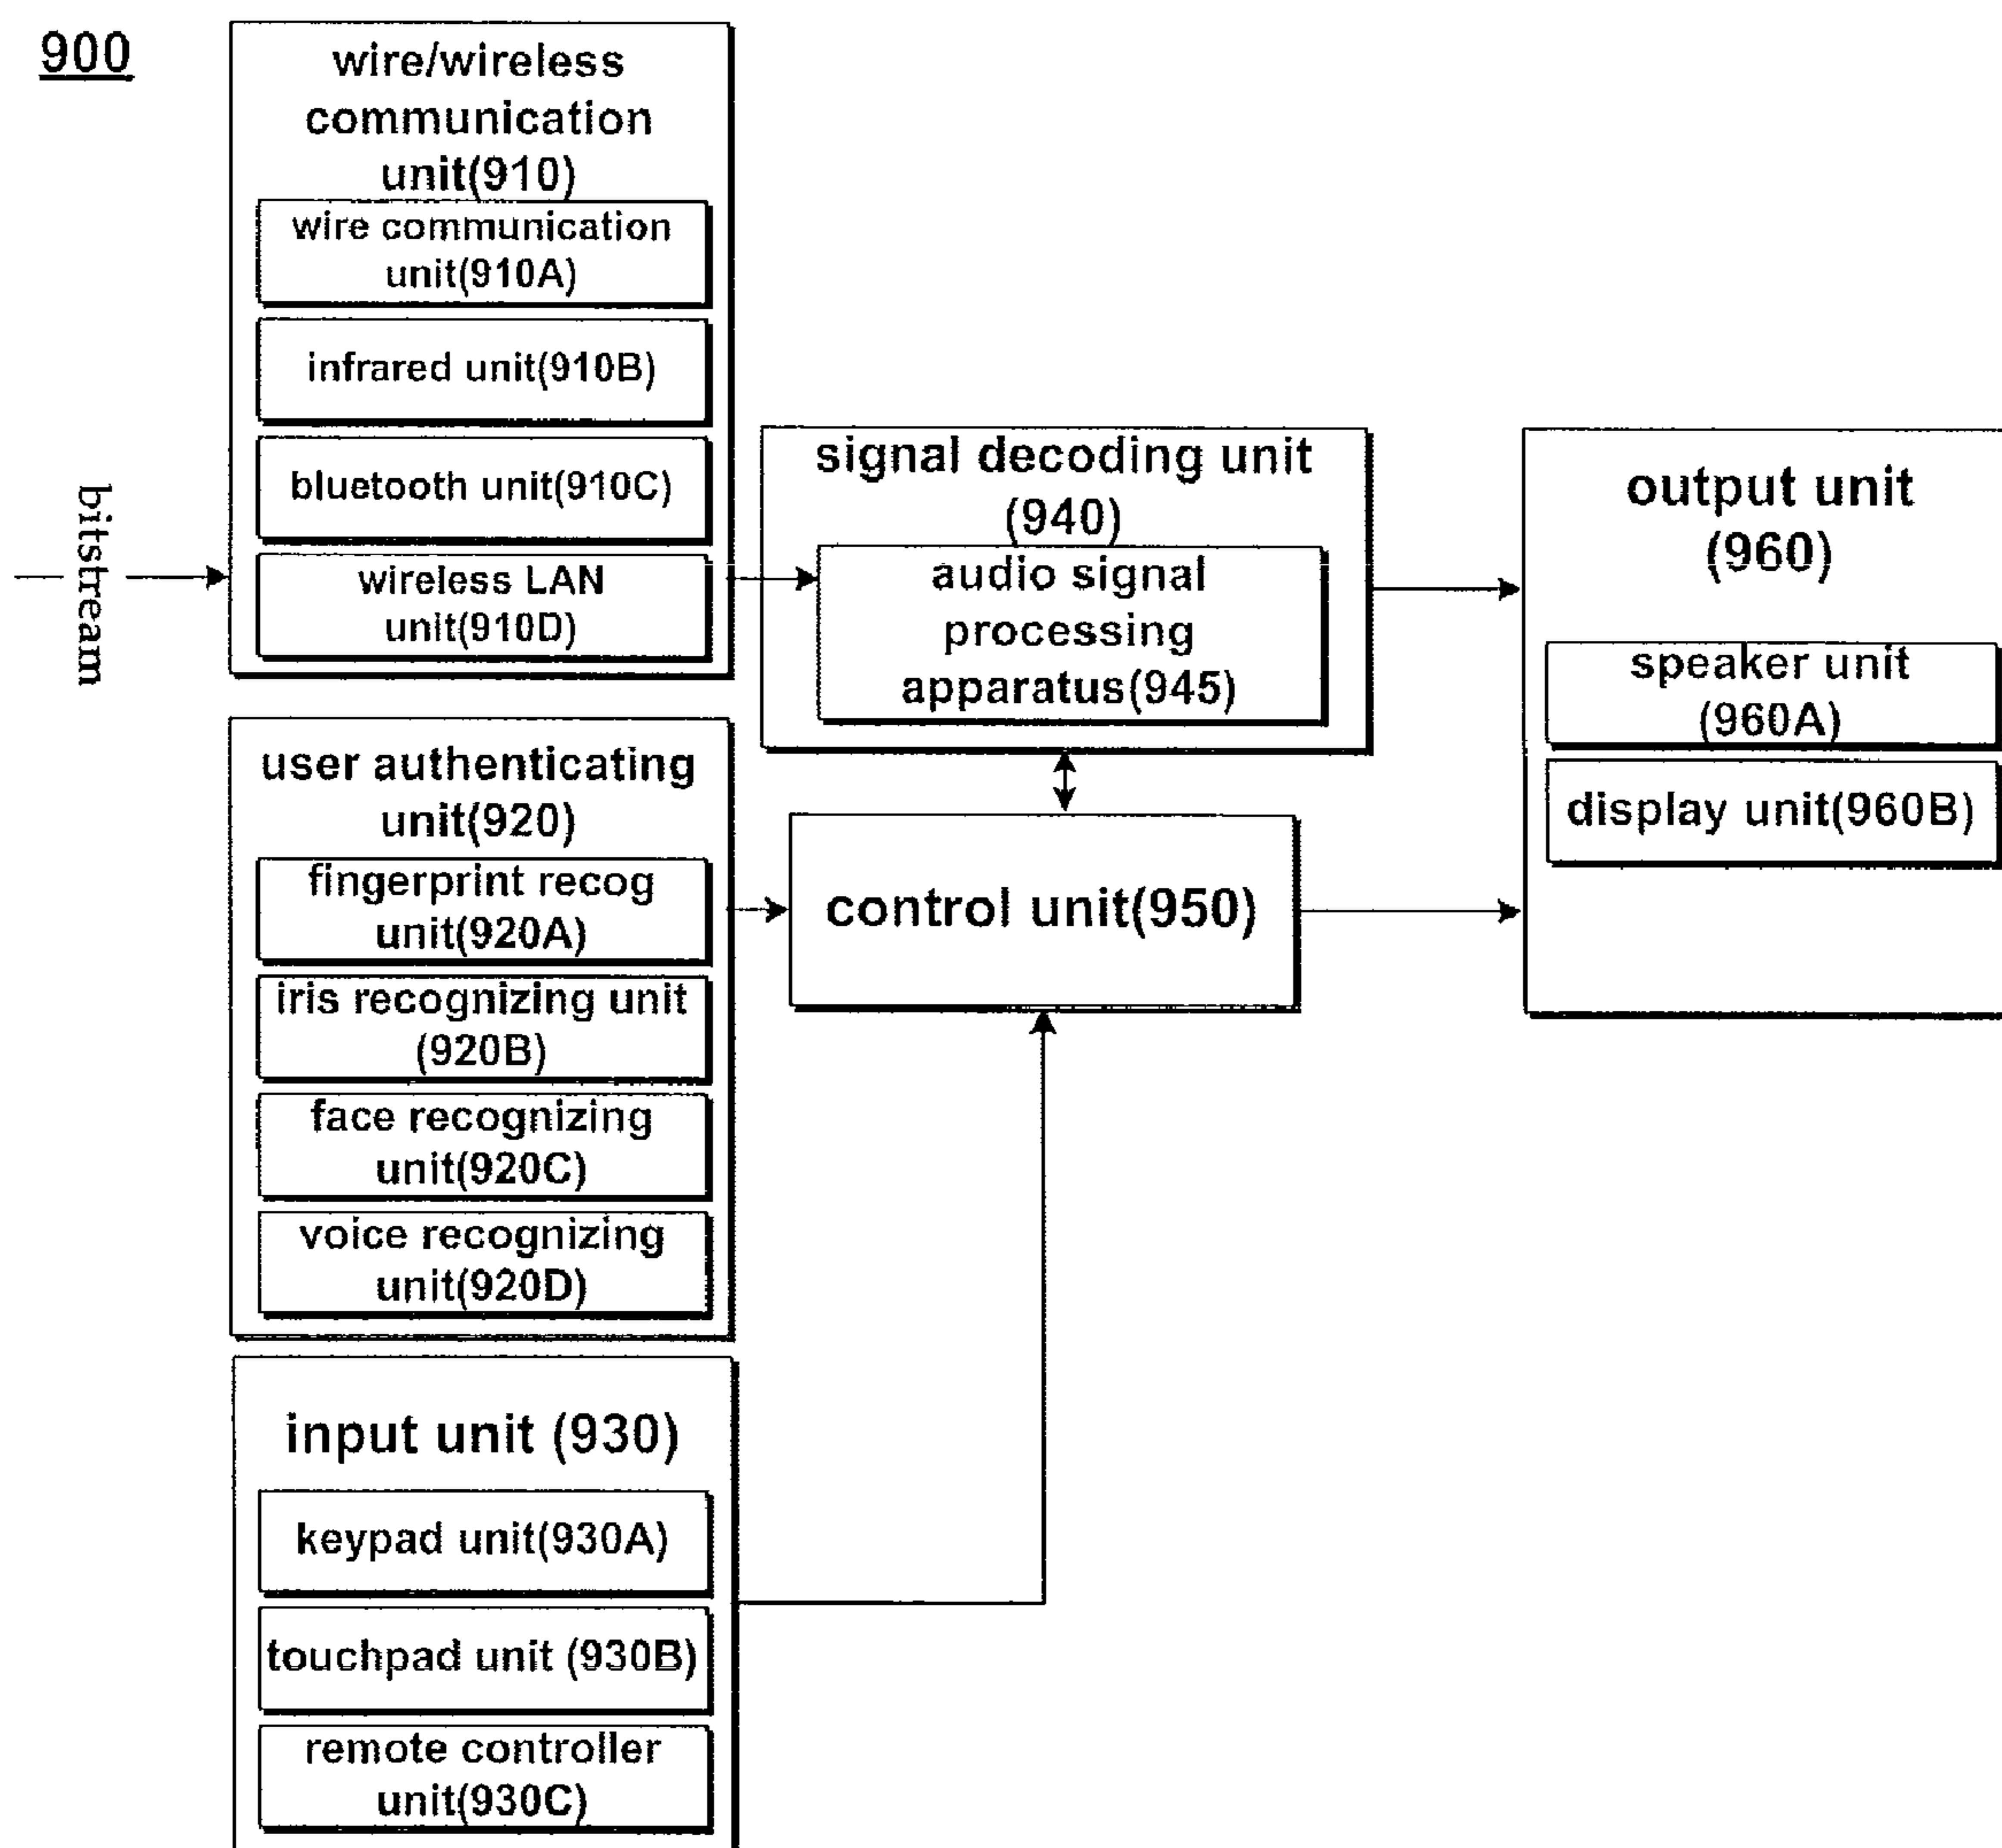 900
wire/wireless
communication
unit(910)
wire communication
unit(910A)
infrared unit(910B)
bluetooth unit(910C)
wireless LAN
unit(910D)
bitstream
signal decoding unit
(940)
audio signal
processing
apparatus(945)
output unit
(960)
speaker unit
(960A)
display unit(960B)
user authenticating
unit(920)
fingerprint recog
unit(920A)
iris recognizing unit
(920B)
face recognizing
unit(920C)
voice recognizing
unit(920D)
control unit(950)
input unit (930)
keypad unit(930A)
touchpad unit (930B)
remote controller
unit(930C)